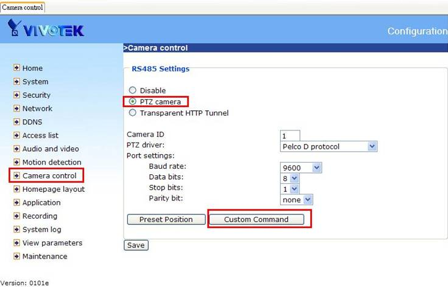 Camera control
VIVOTEK
Configuration
>Camera control
Home
System
Security
Network
DDNS
Access list
Audio and video
Motion detection
Camera control
Homepage layout
Application
Recording
System log
View parameters
Maintenance
Version: 0101e
RS485 Settings
Disable
PTZ camera
Transparent HTTP Tunnel
Camera ID 1
PTZ driver: Pelco D protocol
Port settings:
Baud rate: 9600
Data bits: 8
Stop bits: 1
Parity bit: none
Preset Position Custom Command
Save